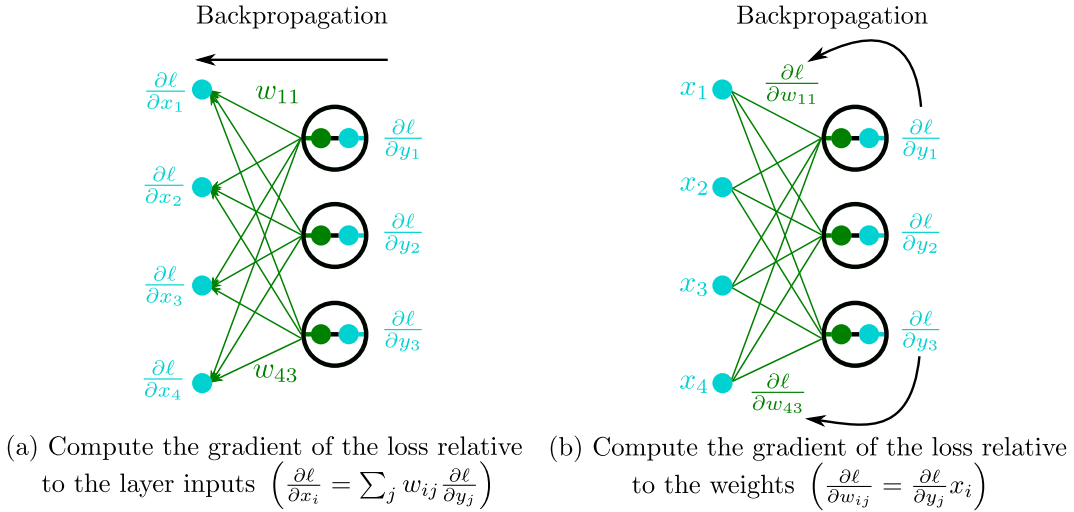 Backpropagation
∂ℓ/∂x₁
w₁₁
∂ℓ/∂y₁
∂ℓ/∂x₂
∂ℓ/∂y₂
∂ℓ/∂x₃
∂ℓ/∂y₃
w₄₃
∂ℓ/∂x₄
(a) Compute the gradient of the loss relative
to the layer inputs (∂ℓ/∂xᵢ = ∑ⱼ wᵢⱼ ∂ℓ/∂yⱼ)
Backpropagation
x₁
∂ℓ/∂w₁₁
∂ℓ/∂y₁
x₂
∂ℓ/∂y₂
x₃
∂ℓ/∂y₃
x₄
∂ℓ/∂w₄₃
(b) Compute the gradient of the loss relative
to the weights (∂ℓ/∂wᵢⱼ = ∂ℓ/∂yⱼ xᵢ)